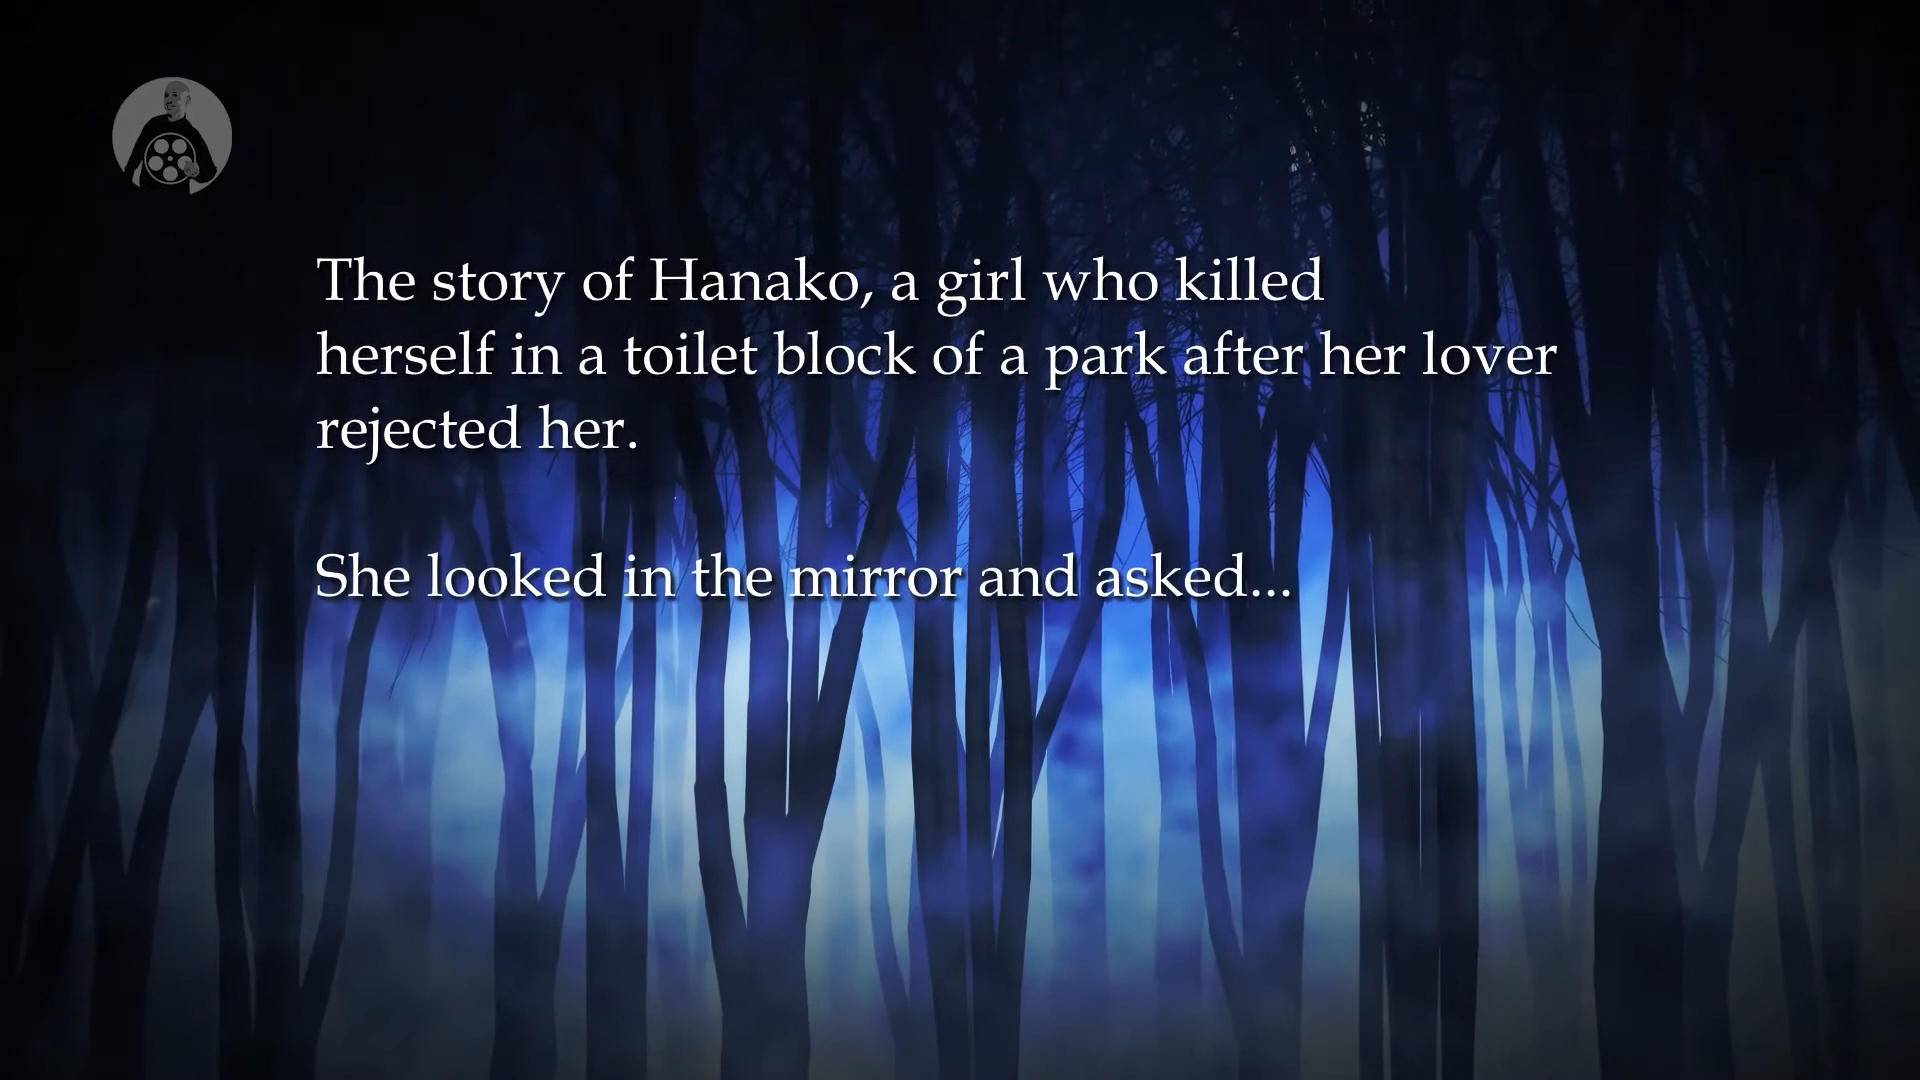 The story of Hanako, a girl who killed
herself in a toilet block of a park after her lover
rejected her.
She looked in the mirror and asked...